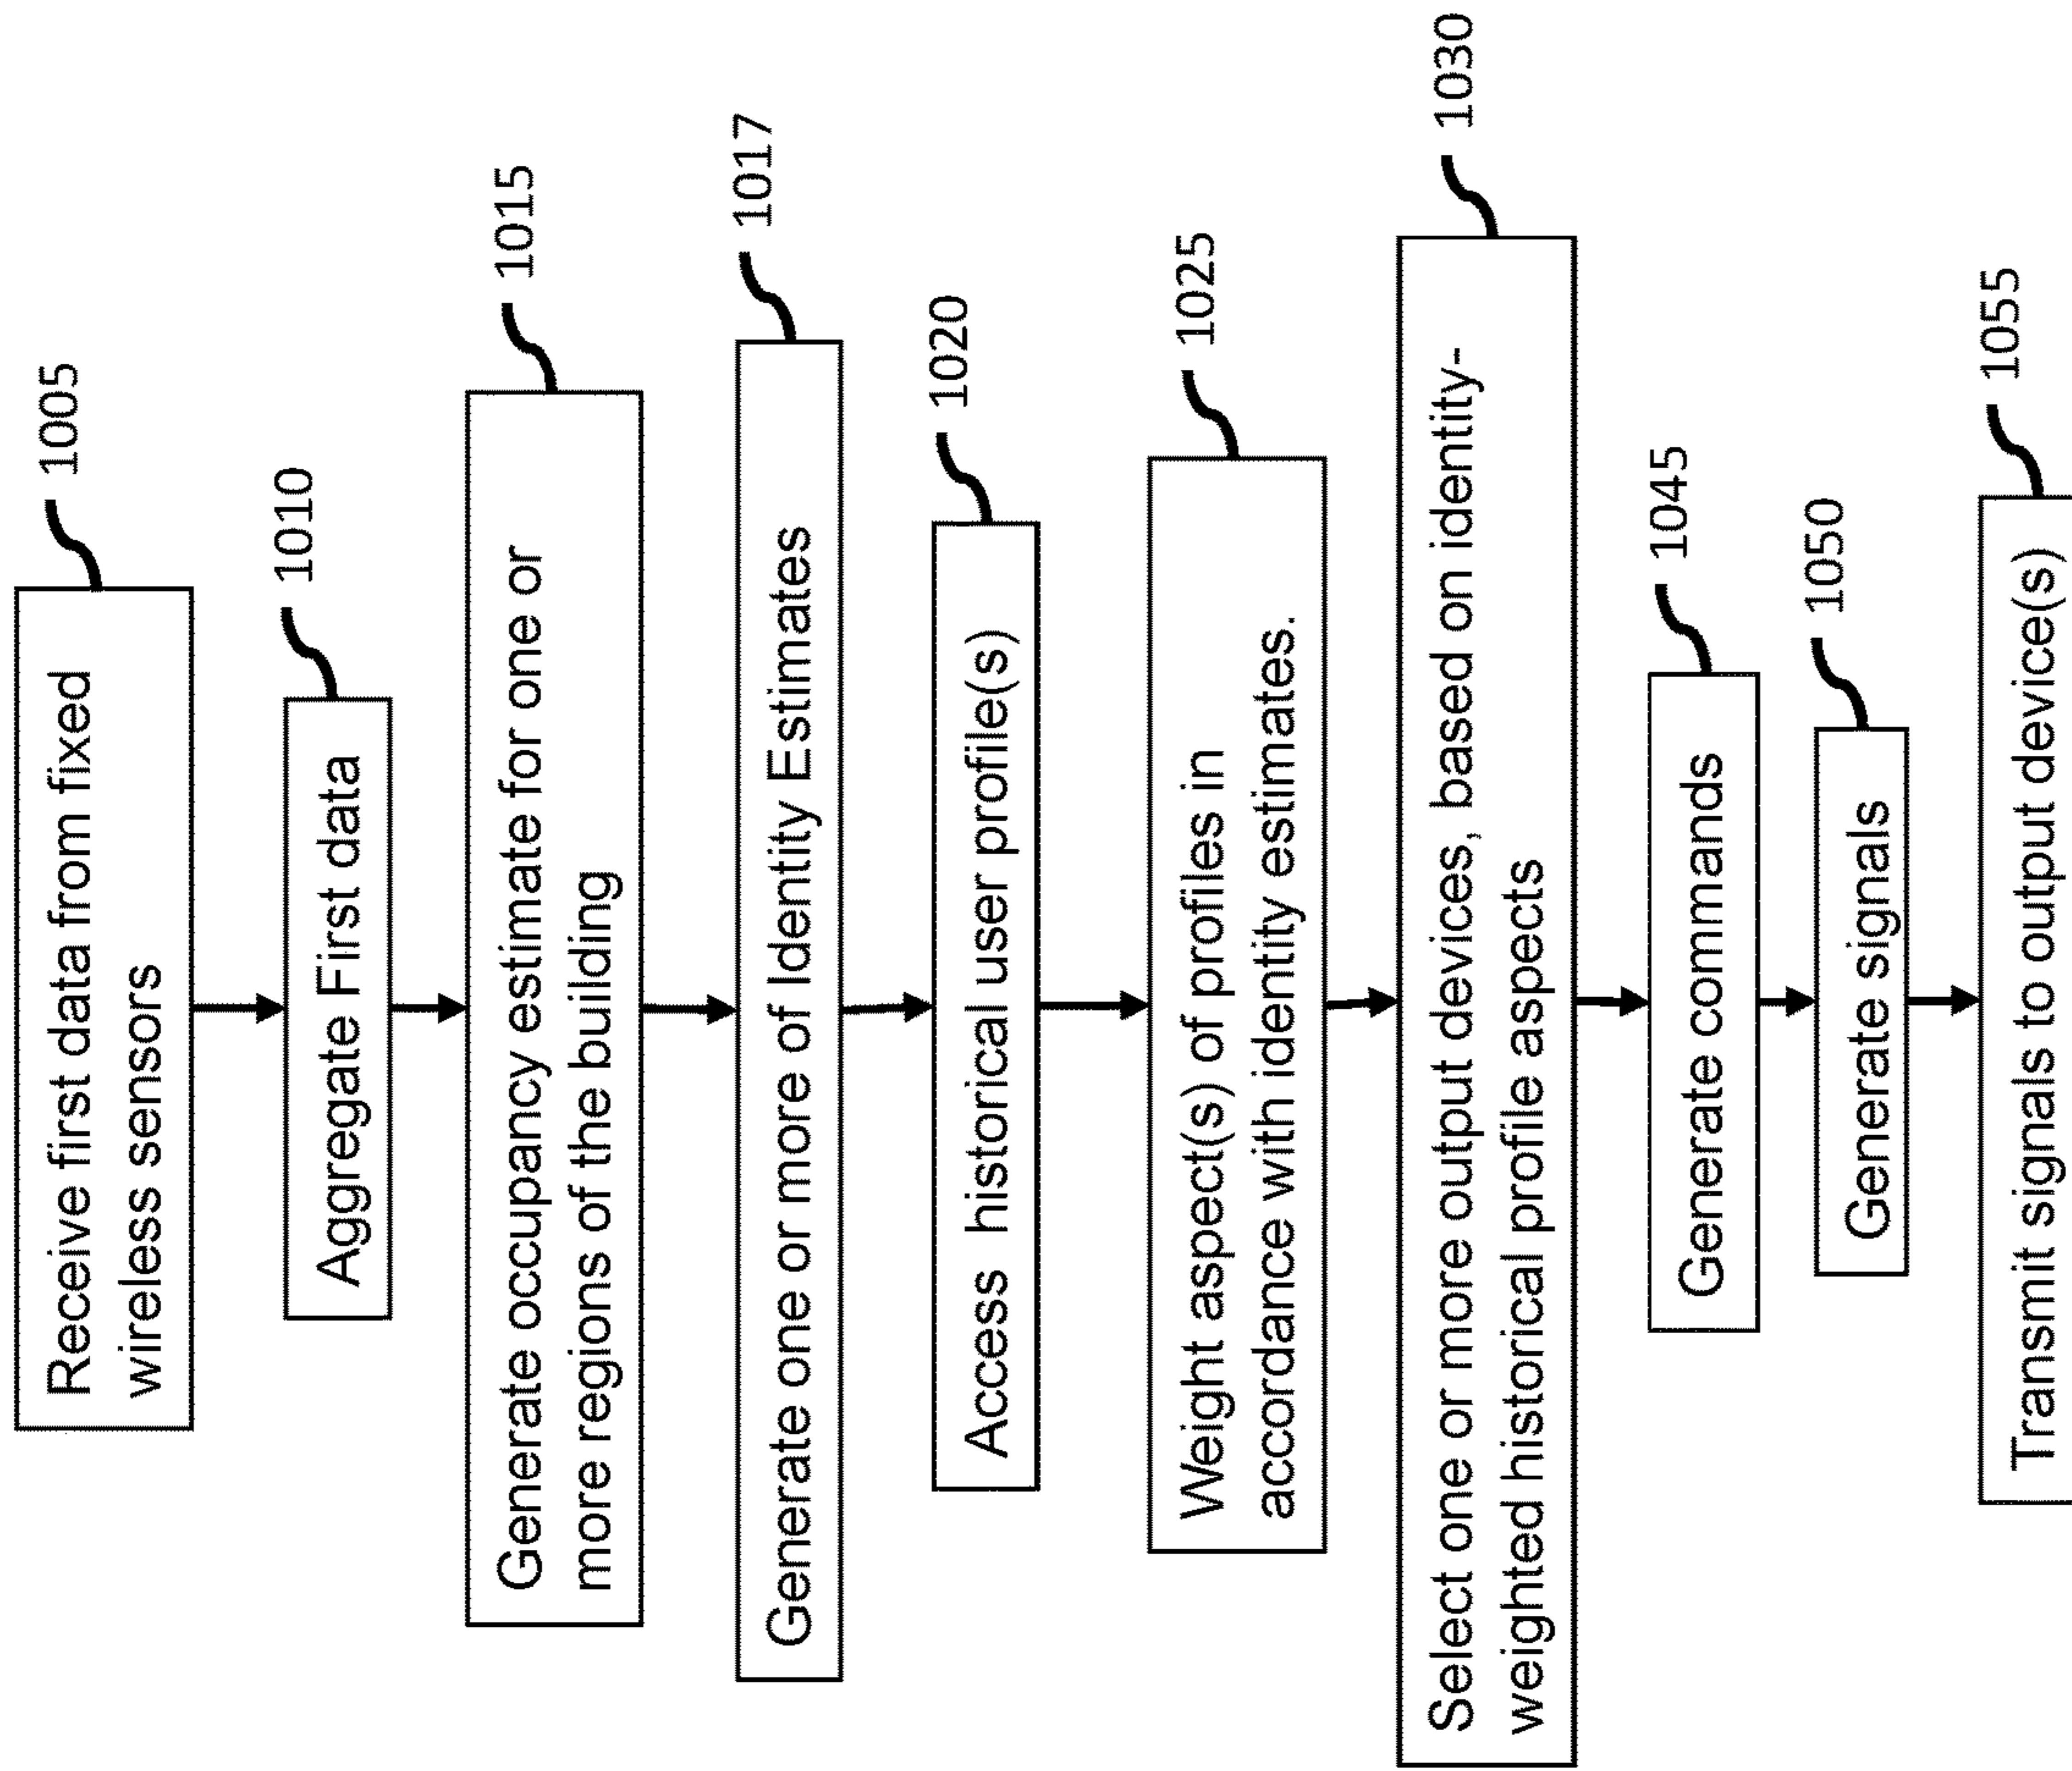 Receive first data from fixed
wireless sensors
1005
Aggregate First data
1010
Generate occupancy estimate for one or
more regions of the building
1015
Generate one or more of Identity Estimates
1017
Access historical user profile(s)
1020
Weight aspect(s) of profiles in
accordance with identity estimates.
1025
Select one or more output devices, based on identity-
weighted historical profile aspects
1030
Generate commands
1045
Generate signals
1050
Transmit signals to output device(s)
1055